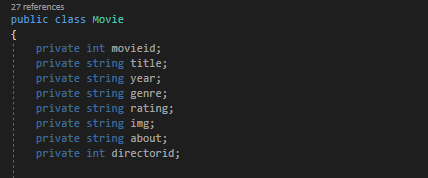 27 references
public class Movie
{
private int movieid;
private string title;
private string year;
private string genre;
private string rating;
private string img;
private string about;
private int directorid;